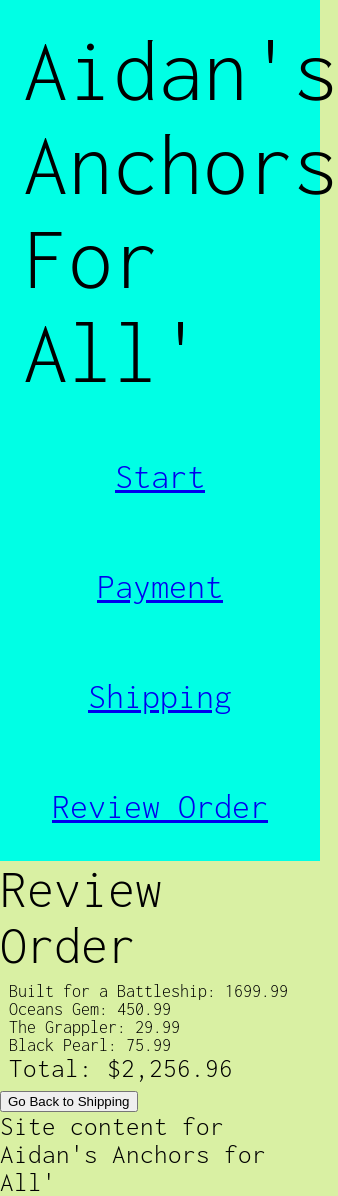 Aidan's
Anchors
For
All'
Start
Payment
Shipping
Review Order
Review
Order
Built for a Battleship: 1699.99
Oceans Gem: 450.99
The Grappler: 29.99
Black Pearl: 75.99
Total: $2,256.96
Go Back to Shipping
Site content for
Aidan's Anchors for
All'